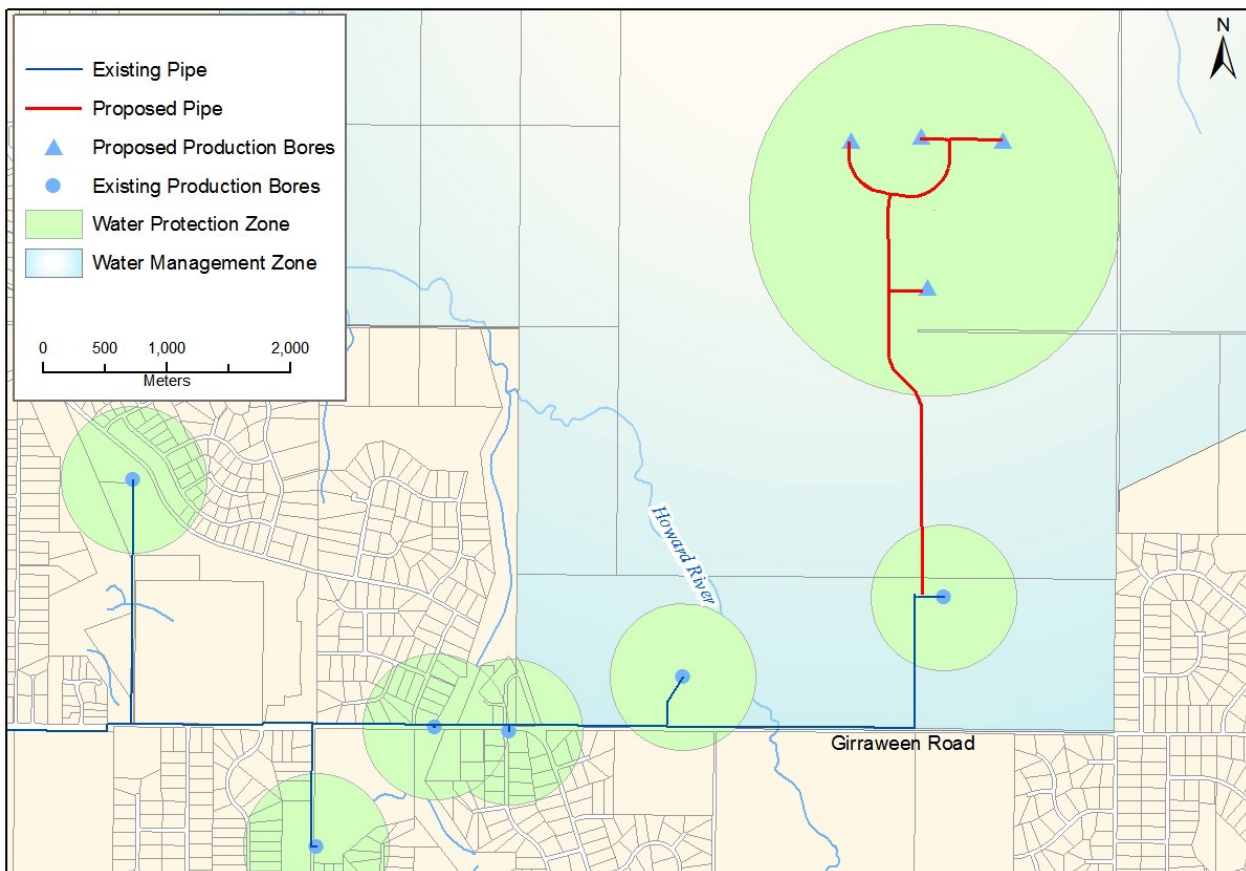 N
Existing Pipe
Proposed Pipe
Proposed Production Bores
Existing Production Bores
Water Protection Zone
Water Management Zone
0 500 1,000 2,000
Meters
Howard River
Girraween Road